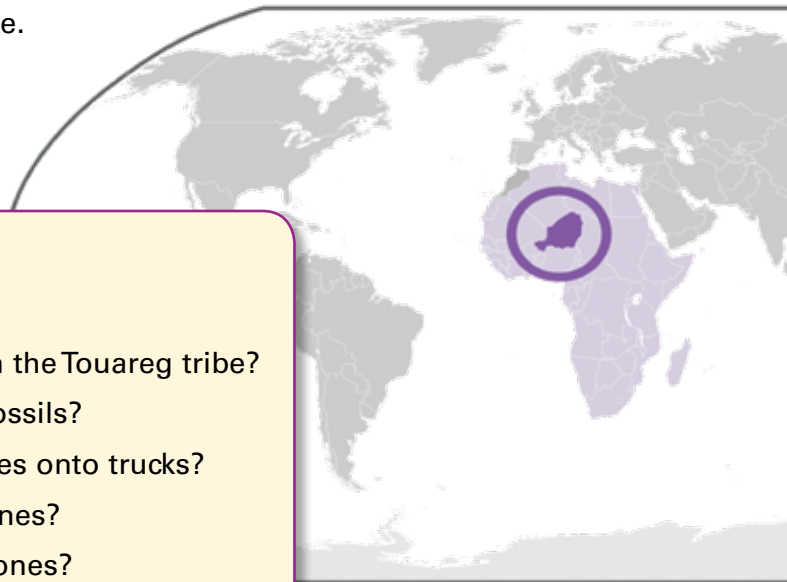 e.
the Touareg tribe?
ossils?
es onto trucks?
nes?
ones?